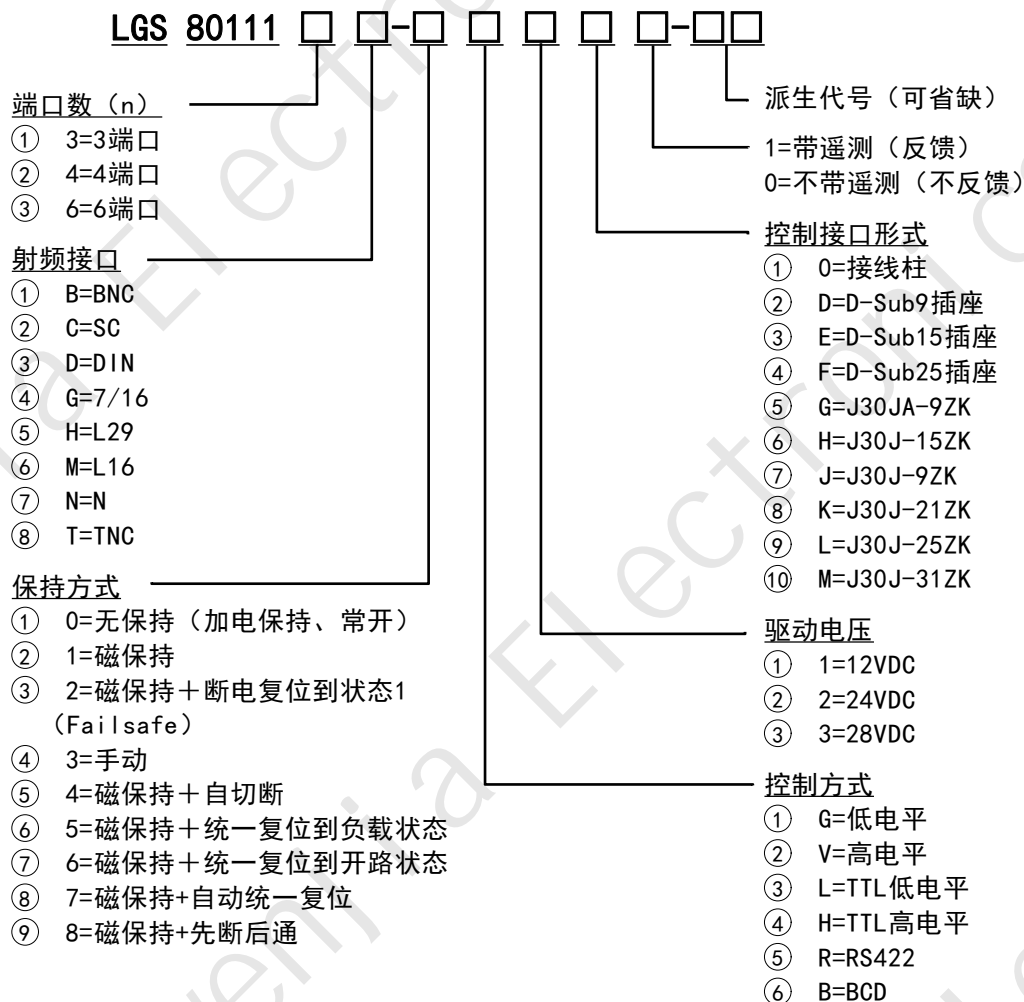 LGS 80111 □ □-□ □ □ □ □-□□
端口数（n）
① 3=3端口
② 4=4端口
③ 6=6端口
射频接口
① B=BNC
② C=SC
③ D=DIN
④ G=7/16
⑤ H=L29
⑥ M=L16
⑦ N=N
⑧ T=TNC
保持方式
① 0=无保持（加电保持、常开）
② 1=磁保持
③ 2=磁保持＋断电复位到状态1
（Failsafe）
④ 3=手动
⑤ 4=磁保持＋自切断
⑥ 5=磁保持＋统一复位到负载状态
⑦ 6=磁保持＋统一复位到开路状态
⑧ 7=磁保持+自动统一复位
⑨ 8=磁保持+先断后通
派生代号（可省缺）
1=带遥测（反馈）
0=不带遥测（不反馈）
控制接口形式
① 0=接线柱
② D=D-Sub9插座
③ E=D-Sub15插座
④ F=D-Sub25插座
⑤ G=J30JA-9ZK
⑥ H=J30J-15ZK
⑦ J=J30J-9ZK
⑧ K=J30J-21ZK
⑨ L=J30J-25ZK
⑩ M=J30J-31ZK
驱动电压
① 1=12VDC
② 2=24VDC
③ 3=28VDC
控制方式
① G=低电平
② V=高电平
③ L=TTL低电平
④ H=TTL高电平
⑤ R=RS422
⑥ B=BCD